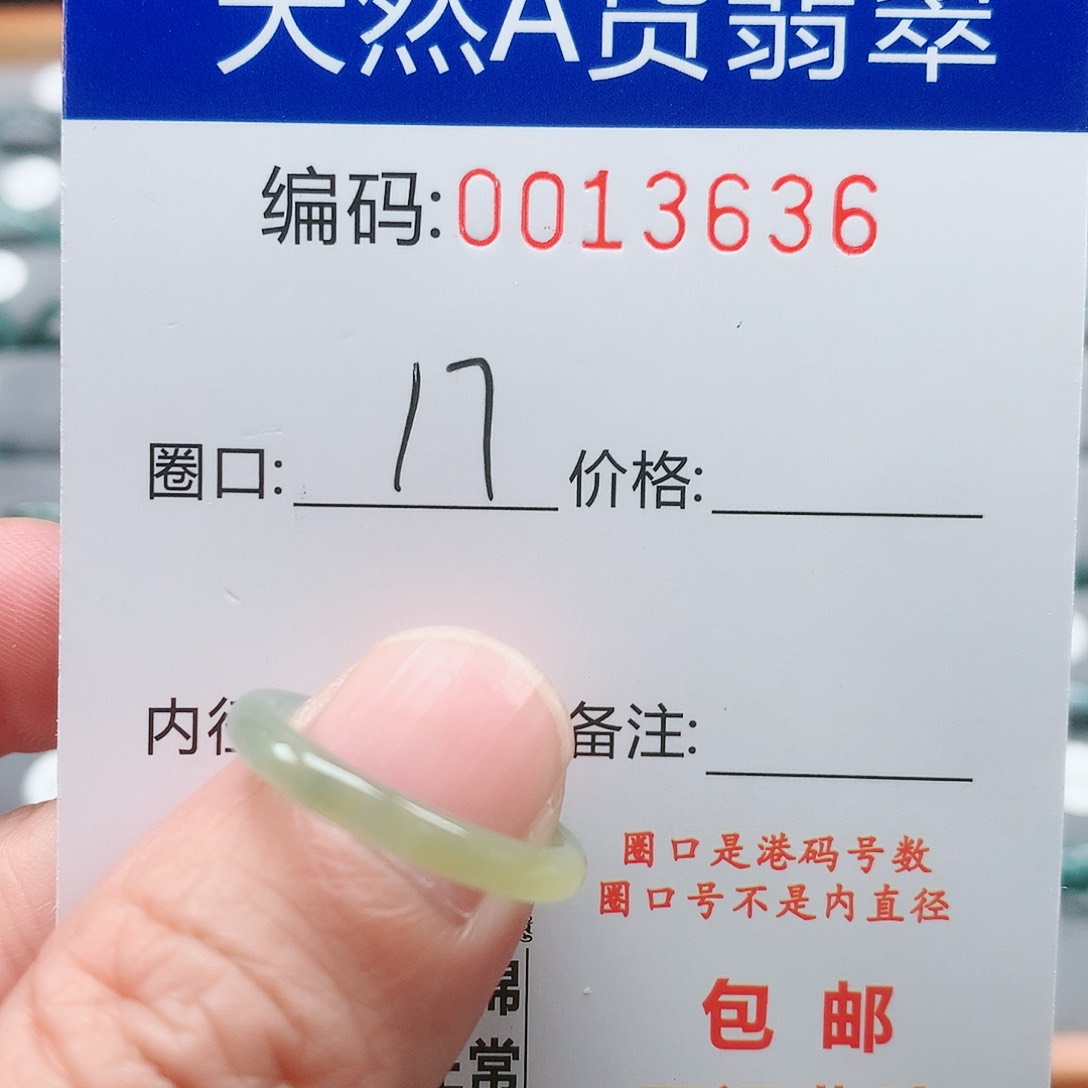 天然A货翡翠
编码:0013636
圈口: 17 价格:
内径 备注:
圈口是港码号数
圈口号不是内直径
包邮
常